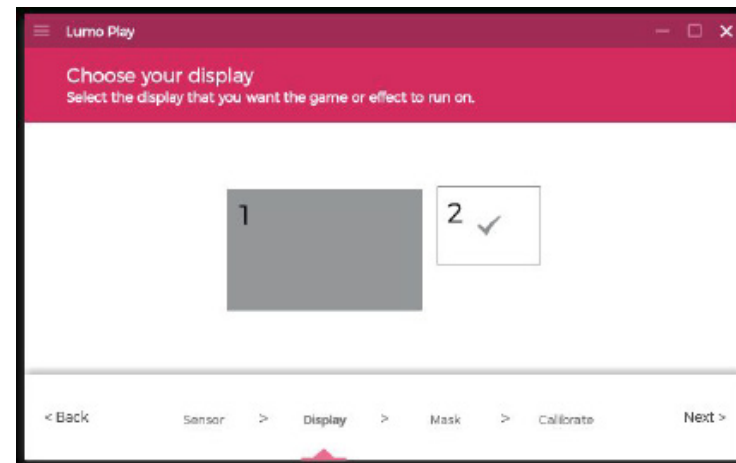 Lumo Play
Choose your display
Select the display that you want the game or effect to run on.
1
2
< Back Sensor > Display > Mask > Calibrate Next >